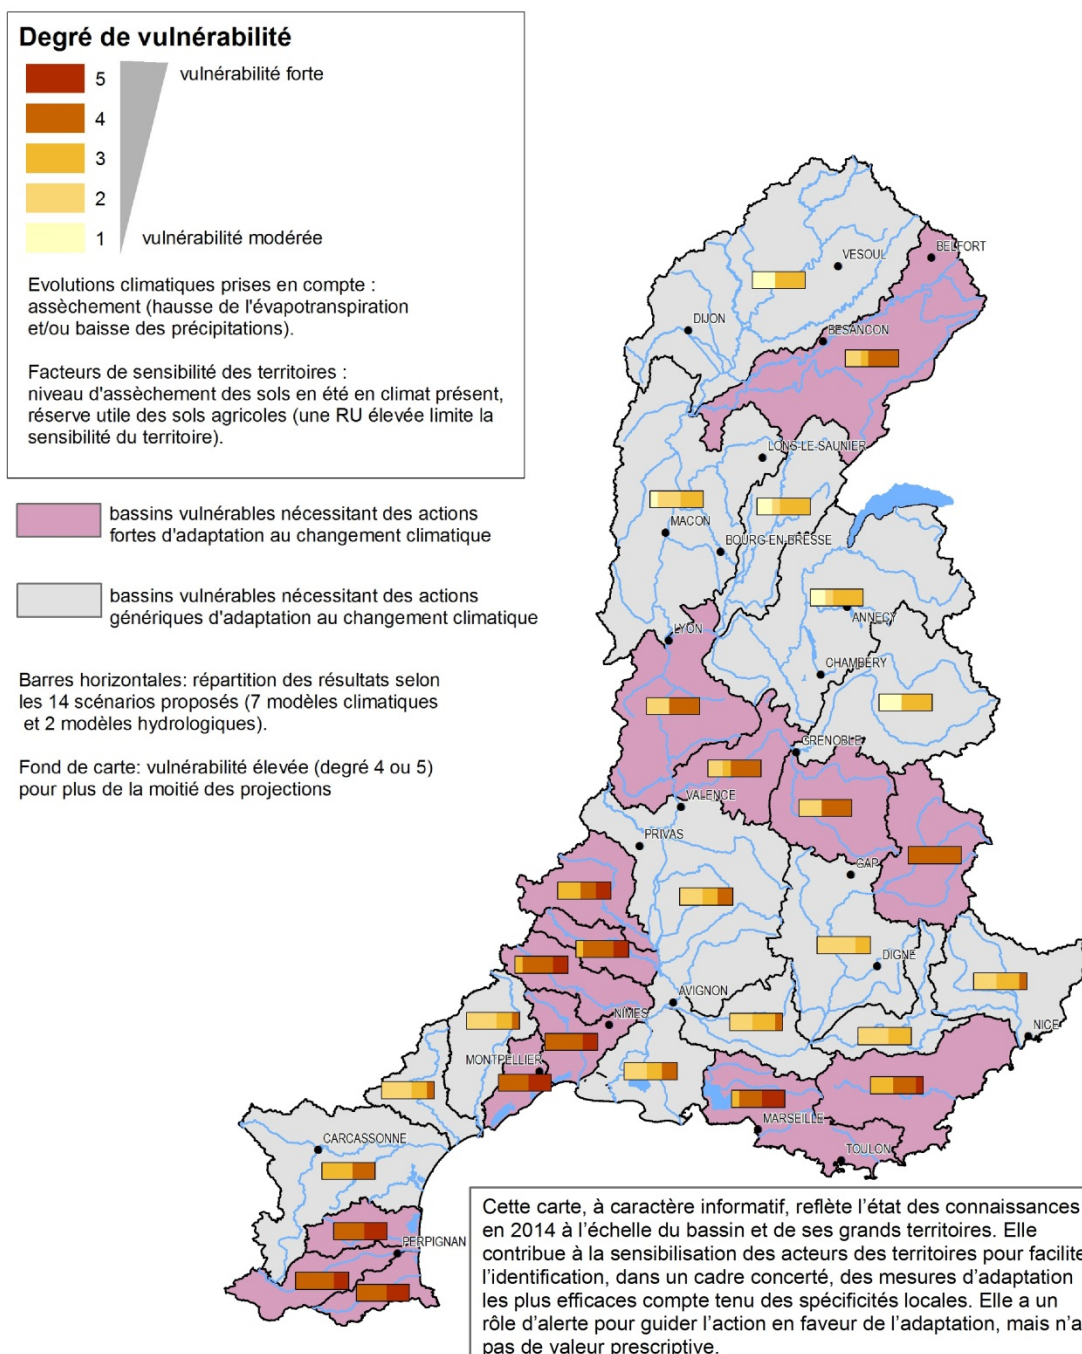 Degré de vulnérabilité
5
vulnérabilité forte
4
3
2
1
vulnérabilité modérée
Evolutions climatiques prises en compte :
assèchement (hausse de l'évapotranspiration
et/ou baisse des précipitations).
Facteurs de sensibilité des territoires :
niveau d'assèchement des sols en été en climat présent,
réserve utile des sols agricoles (une RU élevée limite la
sensibilité du territoire).
bassins vulnérables nécessitant des actions
fortes d'adaptation au changement climatique
bassins vulnérables nécessitant des actions
génériques d'adaptation au changement climatique
Barres horizontales: répartition des résultats selon
les 14 scénarios proposés (7 modèles climatiques
et 2 modèles hydrologiques).
Fond de carte: vulnérabilité élevée (degré 4 ou 5)
pour plus de la moitié des projections
BELFORT
VESOUL
DIJON
BESANCON
LONS-LE-SAUNIER
MACON
BOURG-EN-BRESSE
ANNECY
LYON
CHAMBERY
GRENOBLE
VALENCE
PRIVAS
GAP
DIGNE
AVIGNON
NIMES
NICE
MONTPELLIER
MARSEILLE
CARCASSONNE
TOULON
PERPIGNAN
Cette carte, à caractère informatif, reflète l’état des connaissances
en 2014 à l’échelle du bassin et de ses grands territoires. Elle
contribue à la sensibilisation des acteurs des territoires pour facilite
l’identification, dans un cadre concerté, des mesures d’adaptation
les plus efficaces compte tenu des spécificités locales. Elle a un
rôle d’alerte pour guider l’action en faveur de l’adaptation, mais n’a
pas de valeur prescriptive.